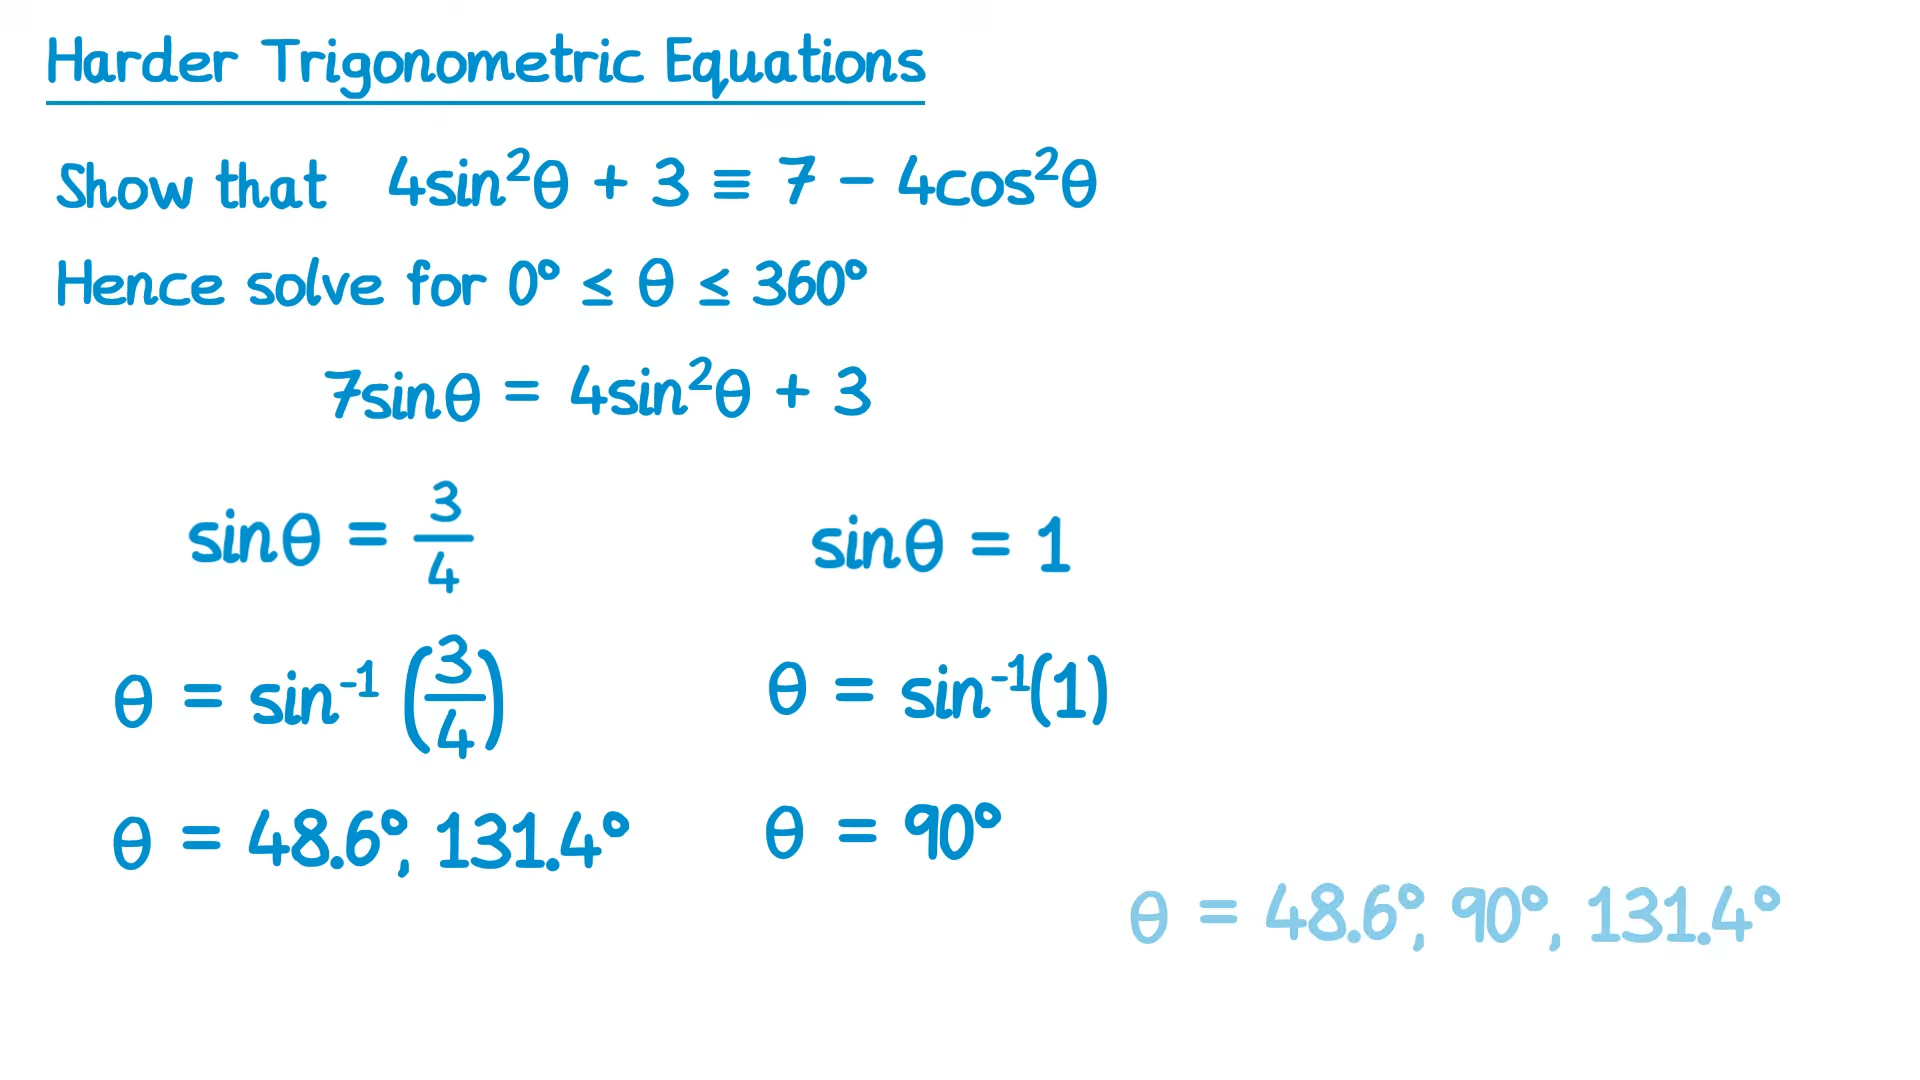 Harder Trigonometric Equations
Show that 4sin²θ + 3 ≡ 7 − 4cos²θ
Hence solve for 0° ≤ θ ≤ 360°
7sinθ = 4sin²θ + 3
sinθ = 3/4
sinθ = 1
θ = sin⁻¹ (3/4)
θ = sin⁻¹(1)
θ = 48.6°, 131.4°
θ = 90°
θ = 48.6°, 90°, 131.4°